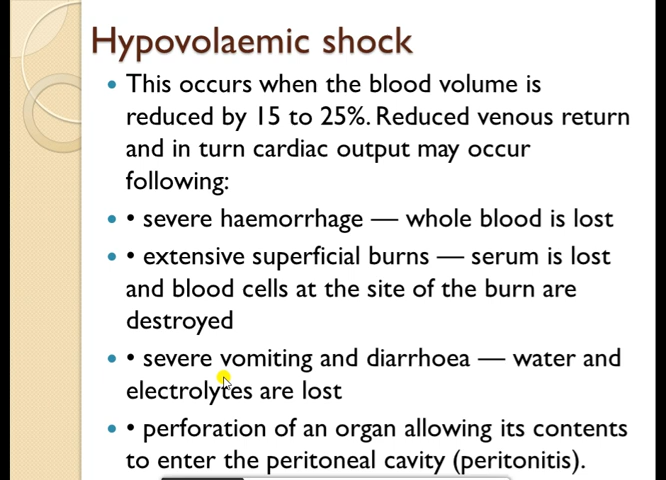 Hypovolaemic shock
• This occurs when the blood volume is
reduced by 15 to 25%. Reduced venous return
and in turn cardiac output may occur
following:
• • severe haemorrhage — whole blood is lost
• • extensive superficial burns — serum is lost
and blood cells at the site of the burn are
destroyed
• • severe vomiting and diarrhoea — water and
electrolytes are lost
• • perforation of an organ allowing its contents
to enter the peritoneal cavity (peritonitis).